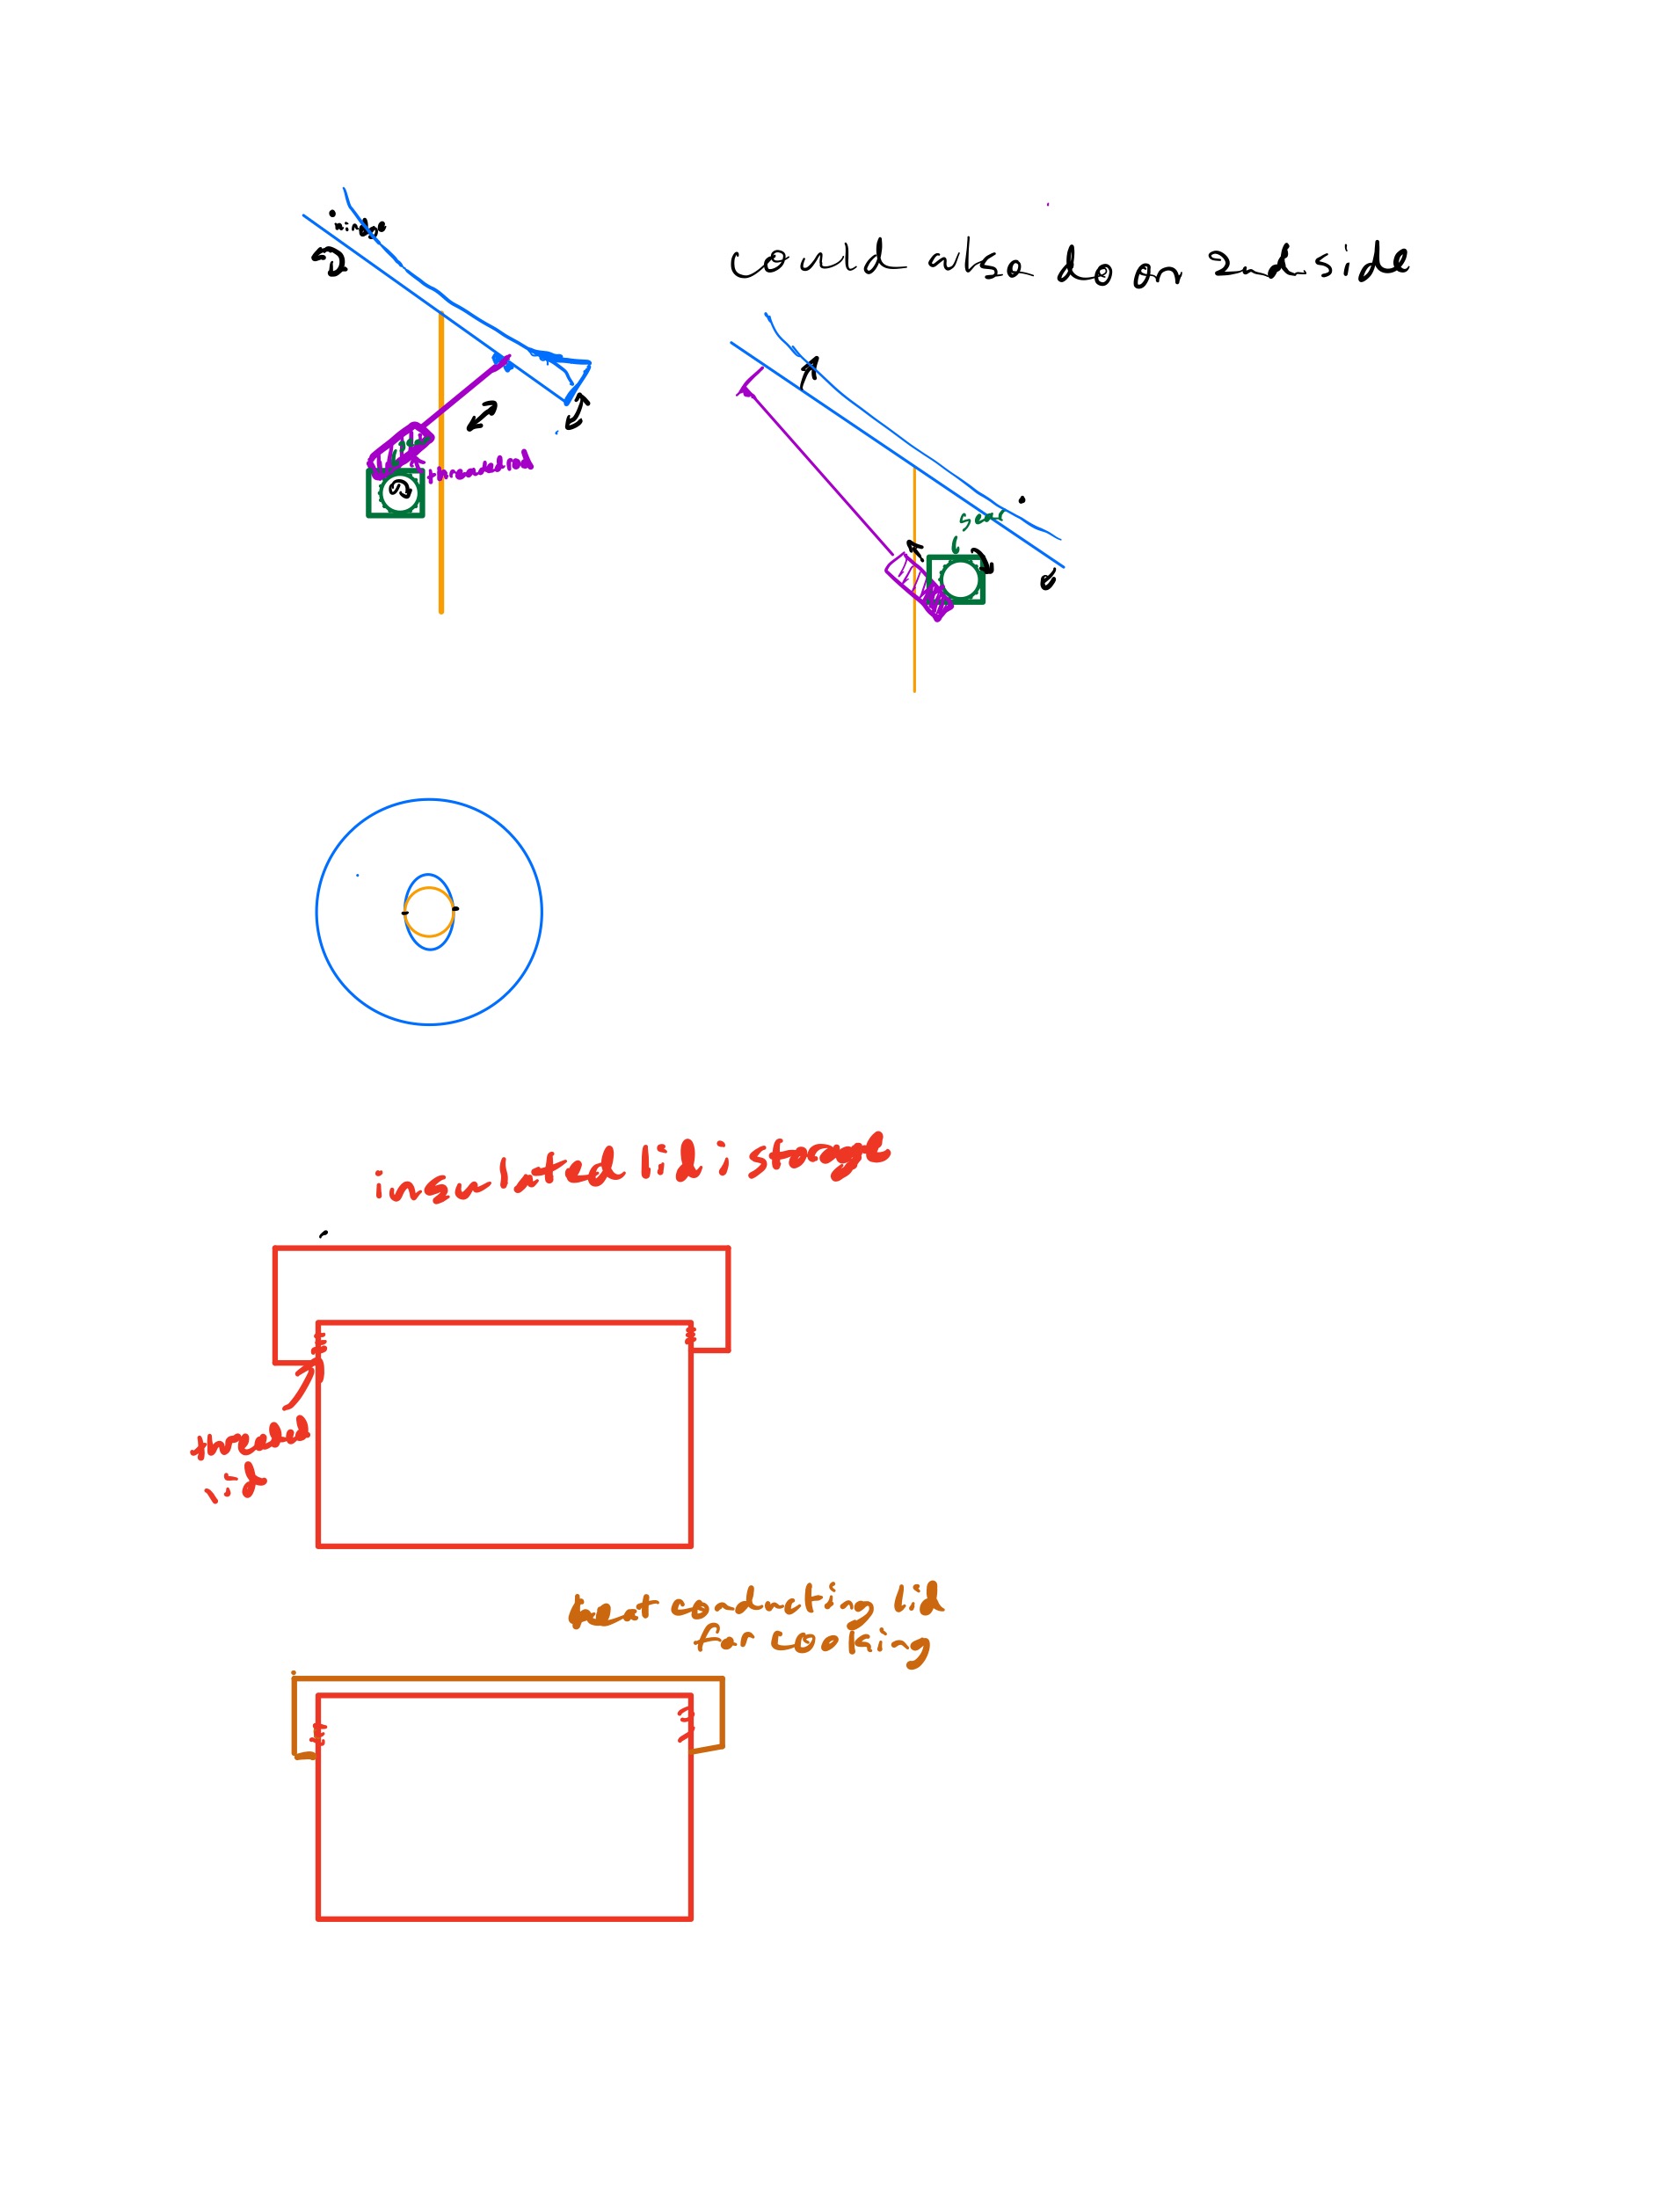 hinge
could also do on 2nd side
threaded rod
gear
insulated lid; storage
threaded
lid
heat conducting lid
for cooking